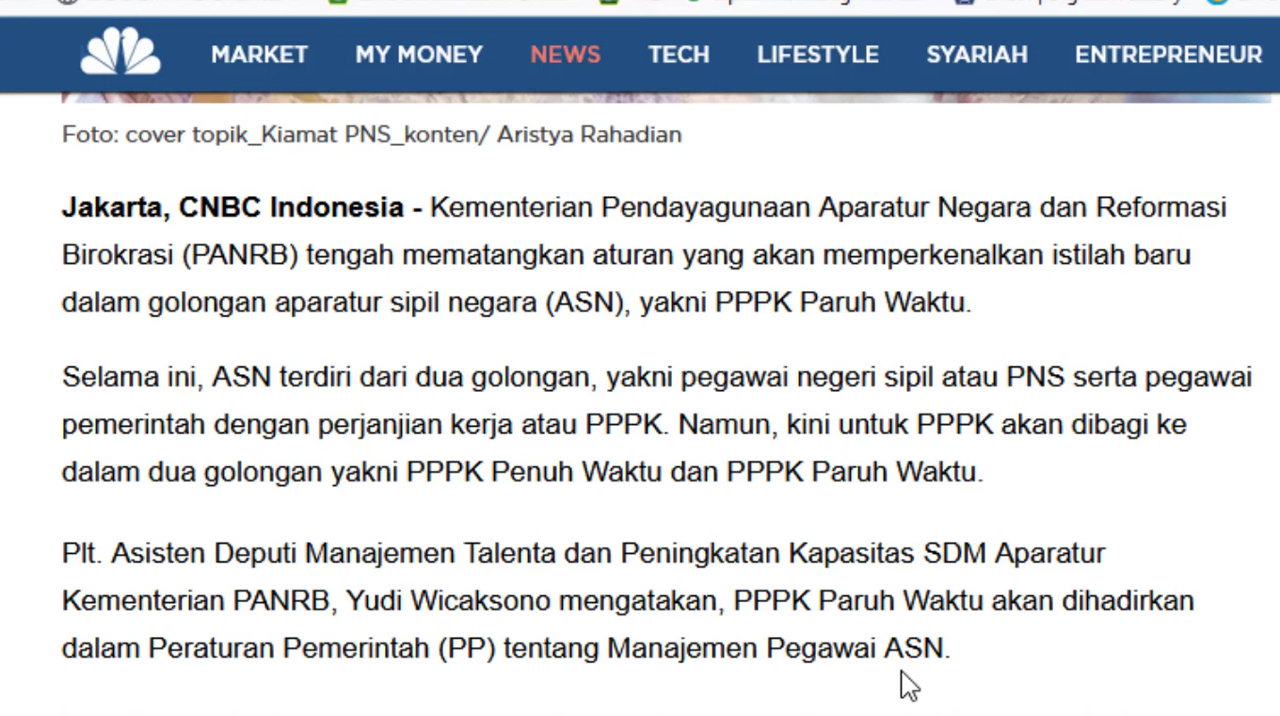 MARKET MY MONEY NEWS TECH LIFESTYLE SYARIAH ENTREPRENEUR
Foto: cover topik_Kiamat PNS_konten/ Aristya Rahadian
Jakarta, CNBC Indonesia - Kementerian Pendayagunaan Aparatur Negara dan Reformasi
Birokrasi (PANRB) tengah mematangkan aturan yang akan memperkenalkan istilah baru
dalam golongan aparatur sipil negara (ASN), yakni PPPK Paruh Waktu.
Selama ini, ASN terdiri dari dua golongan, yakni pegawai negeri sipil atau PNS serta pegawai
pemerintah dengan perjanjian kerja atau PPPK. Namun, kini untuk PPPK akan dibagi ke
dalam dua golongan yakni PPPK Penuh Waktu dan PPPK Paruh Waktu.
Plt. Asisten Deputi Manajemen Talenta dan Peningkatan Kapasitas SDM Aparatur
Kementerian PANRB, Yudi Wicaksono mengatakan, PPPK Paruh Waktu akan dihadirkan
dalam Peraturan Pemerintah (PP) tentang Manajemen Pegawai ASN.